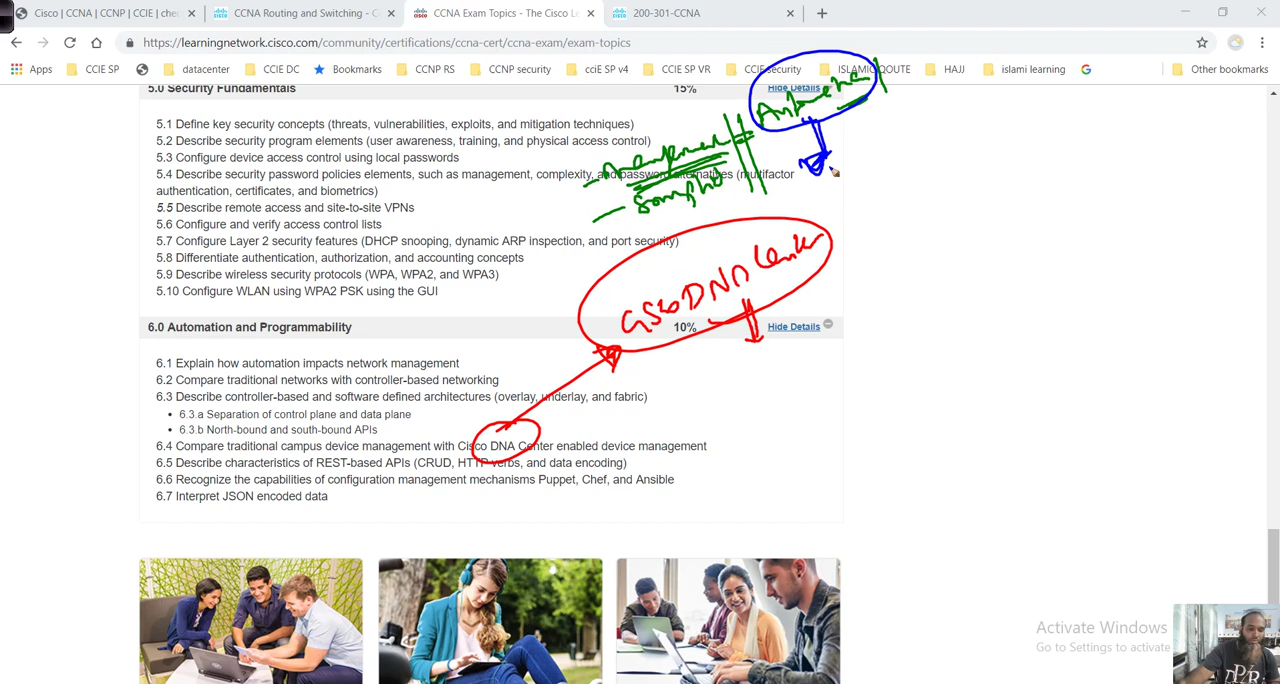 Cisco | CCNA | CCNP | CCIE | che
CCNA Routing and Switching - C
CCNA Exam Topics - The Cisco Le
200-301-CCNA
https://learningnetwork.cisco.com/community/certifications/ccna-cert/ccna-exam/exam-topics
Apps CCIE SP datacenter CCIE DC Bookmarks CCNP RS CCNP security cciE SP v4 CCIE SP VR CCIE security ISLAMIC QOUTE HAJJ islami learning Other bookmarks
5.0 Security Fundamentals 15% Hide Details
5.1 Define key security concepts (threats, vulnerabilities, exploits, and mitigation techniques)
5.2 Describe security program elements (user awareness, training, and physical access control)
5.3 Configure device access control using local passwords
5.4 Describe security password policies elements, such as management, complexity, and password alternatives (multifactor
authentication, certificates, and biometrics)
5.5 Describe remote access and site-to-site VPNs
5.6 Configure and verify access control lists
5.7 Configure Layer 2 security features (DHCP snooping, dynamic ARP inspection, and port security)
5.8 Differentiate authentication, authorization, and accounting concepts
5.9 Describe wireless security protocols (WPA, WPA2, and WPA3)
5.10 Configure WLAN using WPA2 PSK using the GUI
Cisco DNA Center
6.0 Automation and Programmability 10% Hide Details
6.1 Explain how automation impacts network management
6.2 Compare traditional networks with controller-based networking
6.3 Describe controller-based and software defined architectures (overlay, underlay, and fabric)
• 6.3.a Separation of control plane and data plane
• 6.3.b North-bound and south-bound APIs
6.4 Compare traditional campus device management with Cisco DNA Center enabled device management
6.5 Describe characteristics of REST-based APIs (CRUD, HTTP verbs, and data encoding)
6.6 Recognize the capabilities of configuration management mechanisms Puppet, Chef, and Ansible
6.7 Interpret JSON encoded data
Activate Windows
Go to Settings to activate